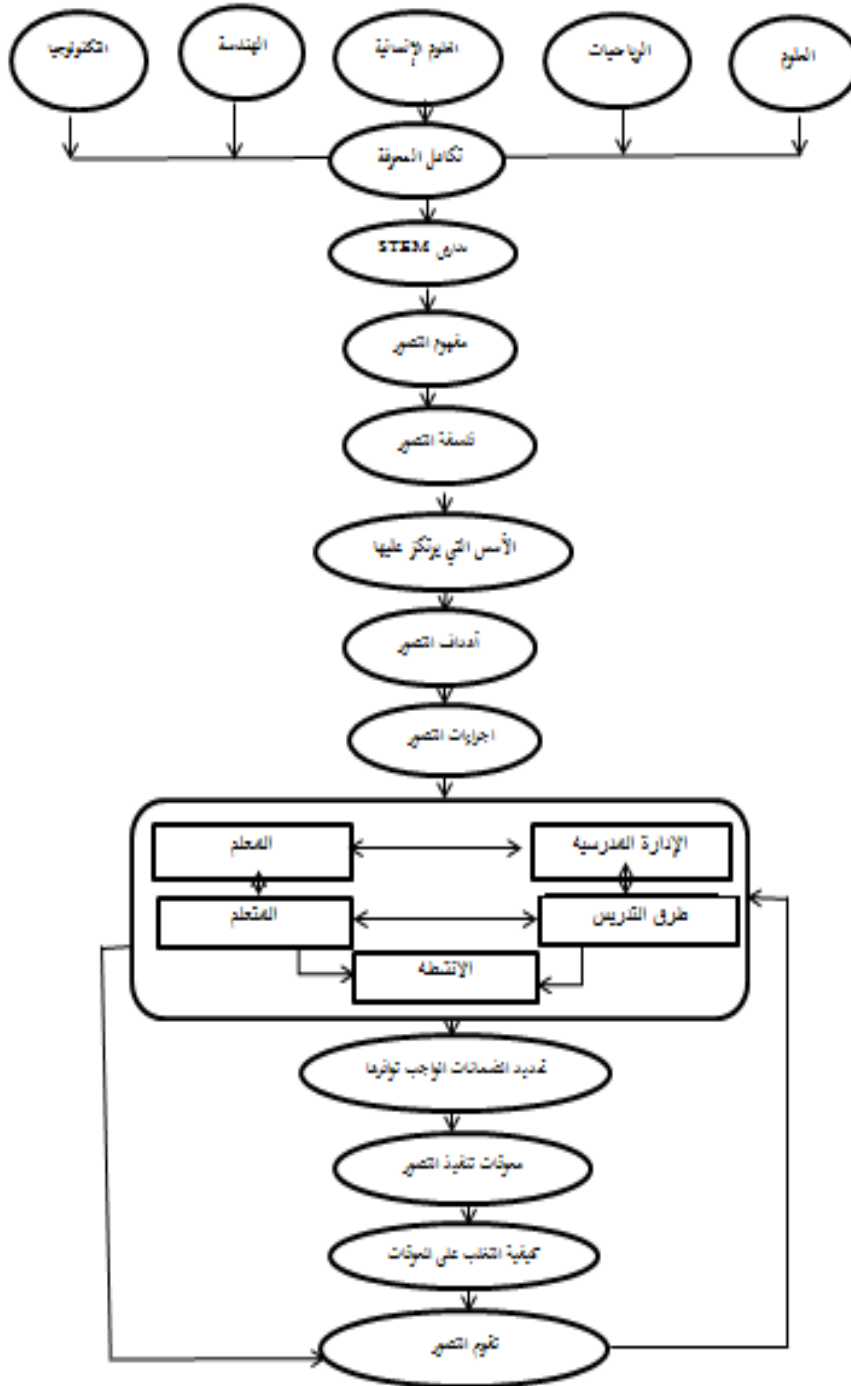 العلوم
الرياضيات
العلوم الإنسانية
الهندسة
التكنولوجيا
تكامل المعرفة
مدارس STEM
مفهوم التصور
فلسفة التصور
الأسس التي يرتكز عليها
أهداف التصور
اجراءات التصور
الإدارة المدرسيه
المعلم
طرق التدريس
المتعلم
الانشطه
تحديد الضمانات الواجب توافرها
معوقات تنفيذ التصور
كيفية التغلب على المعوقات
تقويم التصور